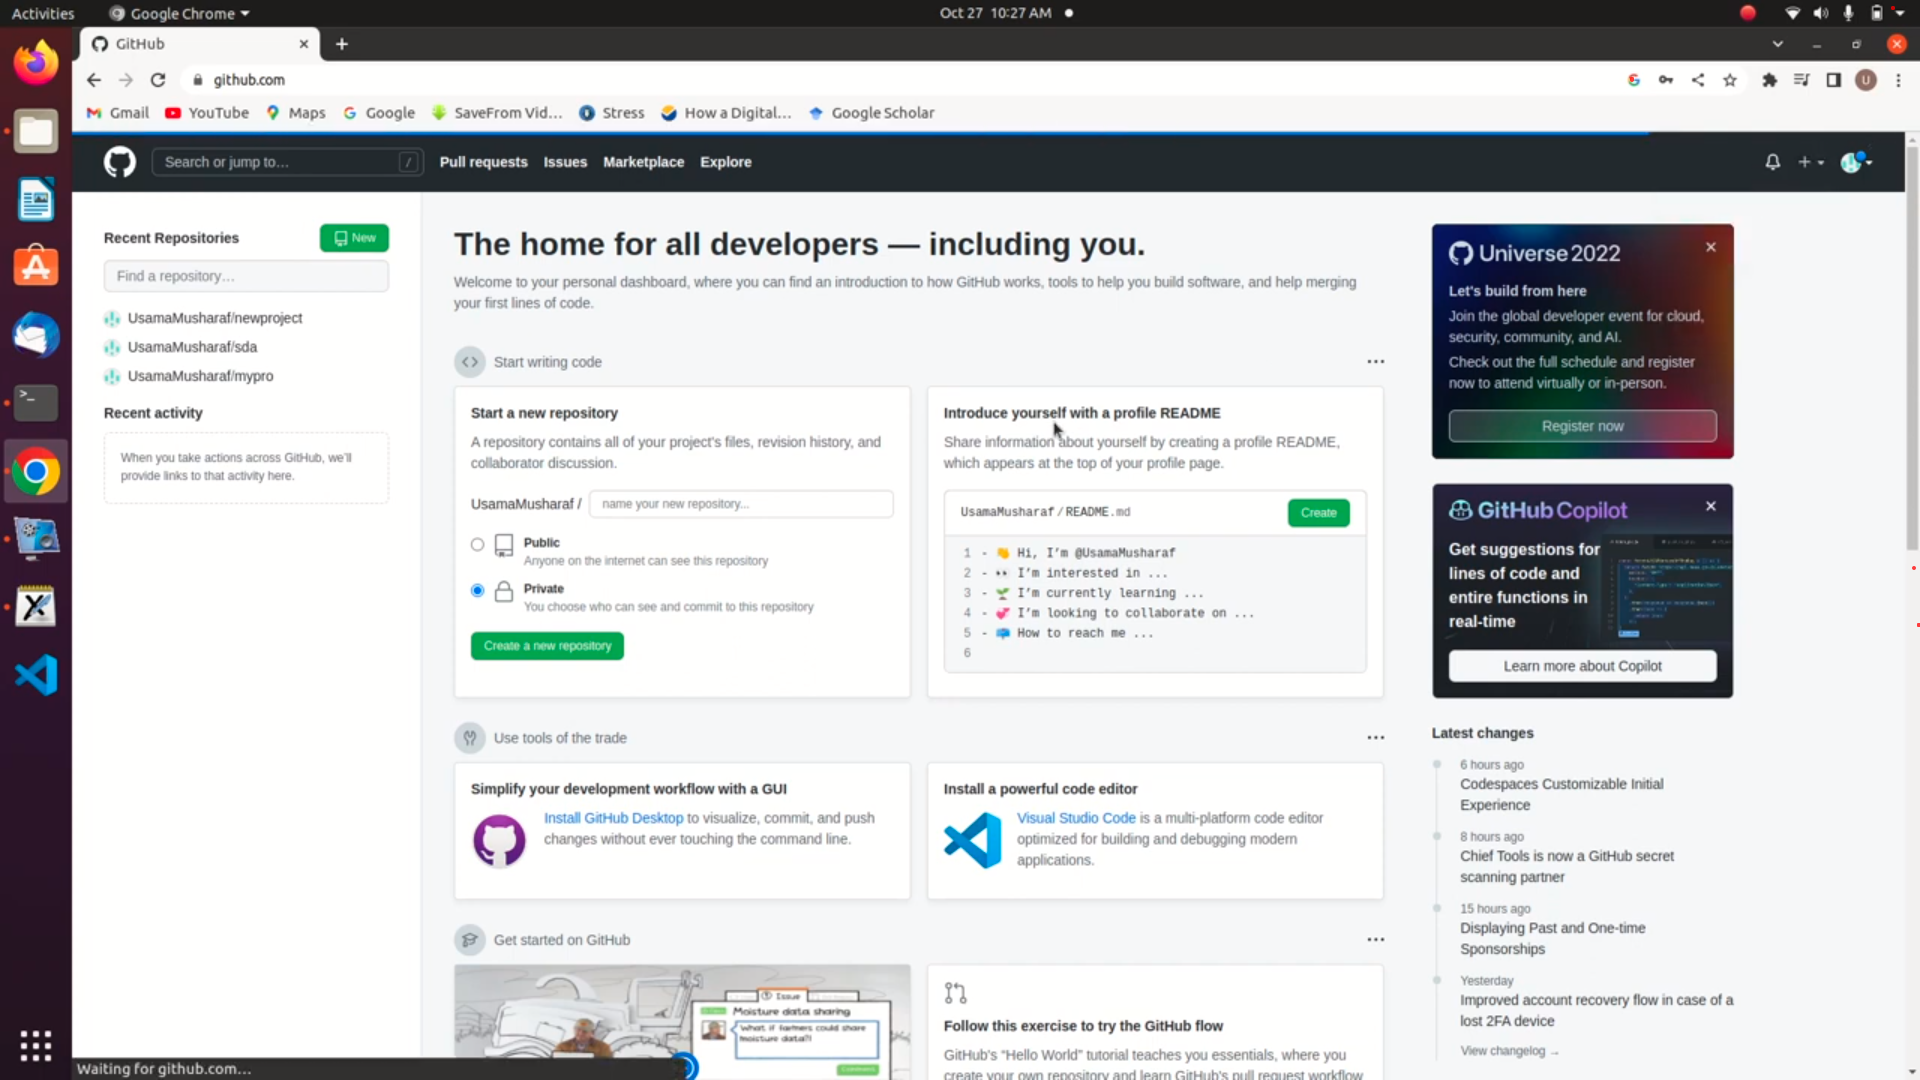 Activities
Google Chrome
Oct 27 10:27 AM
GitHub
github.com
U
Gmail
YouTube
Maps
Google
SaveFrom Vid...
Stress
How a Digital...
Google Scholar
Search or jump to...
/
Pull requests
Issues
Marketplace
Explore
Recent Repositories
New
Find a repository...
UsamaMusharaf/newproject
UsamaMusharaf/sda
UsamaMusharaf/mypro
Recent activity
When you take actions across GitHub, we'll
provide links to that activity here.
The home for all developers — including you.
Welcome to your personal dashboard, where you can find an introduction to how GitHub works, tools to help you build software, and help merging
your first lines of code.
Start writing code
Start a new repository
A repository contains all of your project's files, revision history, and
collaborator discussion.
UsamaMusharaf / name your new repository...
Public
Anyone on the internet can see this repository
Private
You choose who can see and commit to this repository
Create a new repository
Introduce yourself with a profile README
Share information about yourself by creating a profile README,
which appears at the top of your profile page.
UsamaMusharaf/README.md
Create
1 - 👋 Hi, I'm @UsamaMusharaf
2 - 👀 I'm interested in ...
3 - 🌱 I'm currently learning ...
4 - 💞️ I'm looking to collaborate on ...
5 - 📫 How to reach me ...
6
Use tools of the trade
Simplify your development workflow with a GUI
Install GitHub Desktop to visualize, commit, and push
changes without ever touching the command line.
Install a powerful code editor
Visual Studio Code is a multi-platform code editor
optimized for building and debugging modern
applications.
Get started on GitHub
Issue
Moisture data sharing
What if farmers could share
moisture data?!
Follow this exercise to try the GitHub flow
GitHub's "Hello World" tutorial teaches you essentials, where you
create your own repository and learn GitHub's pull request workflow
Universe 2022
Let's build from here
Join the global developer event for cloud,
security, community, and AI.
Check out the full schedule and register
now to attend virtually or in-person.
Register now
GitHub Copilot
Get suggestions for
lines of code and
entire functions in
real-time
Learn more about Copilot
Latest changes
6 hours ago
Codespaces Customizable Initial
Experience
8 hours ago
Chief Tools is now a GitHub secret
scanning partner
15 hours ago
Displaying Past and One-time
Sponsorships
Yesterday
Improved account recovery flow in case of a
lost 2FA device
View changelog →
Waiting for github.com...